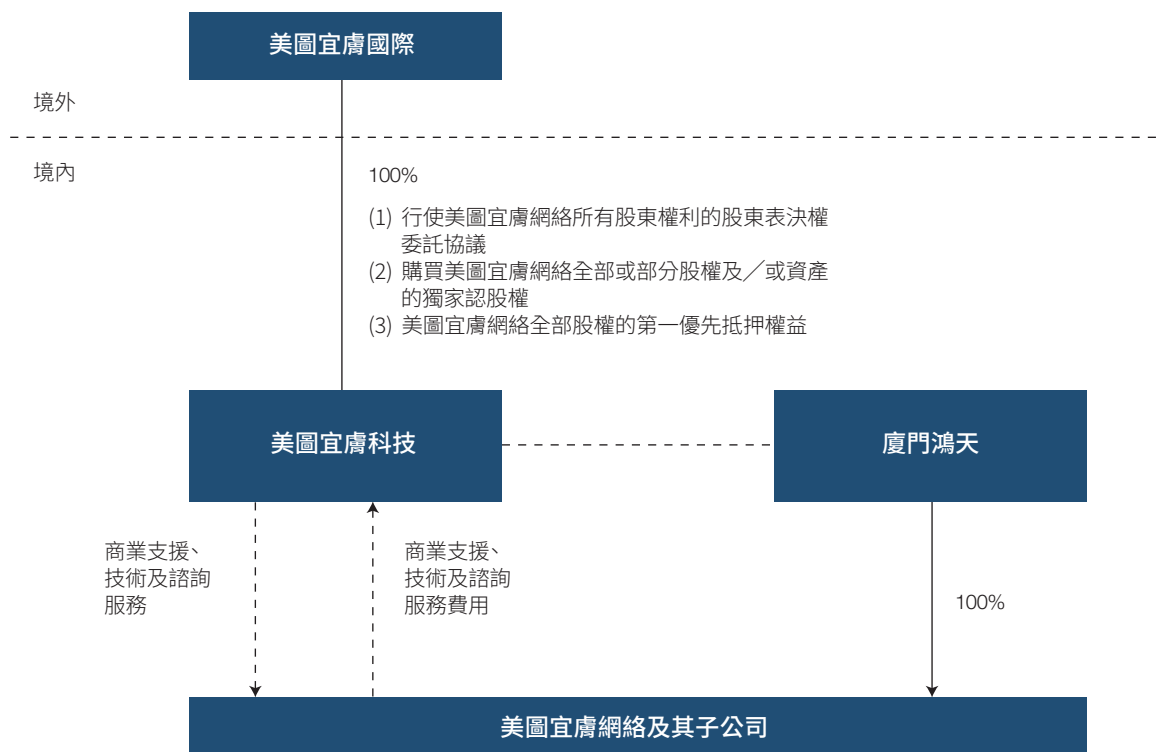 美圖宜膚國際
境外
境內
100%
(1) 行使美圖宜膚網絡所有股東權利的股東表決權
委託協議
(2) 購買美圖宜膚網絡全部或部分股權及／或資產
的獨家認股權
(3) 美圖宜膚網絡全部股權的第一優先抵押權益
美圖宜膚科技
廈門鴻天
商業支援、
技術及諮詢
服務
商業支援、
技術及諮詢
服務費用
100%
美圖宜膚網絡及其子公司